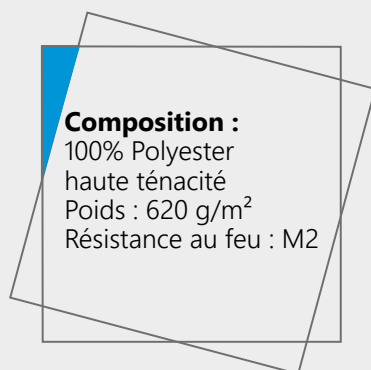 Composition :
100% Polyester
haute ténacité
Poids : 620 g/m²
Résistance au feu : M2